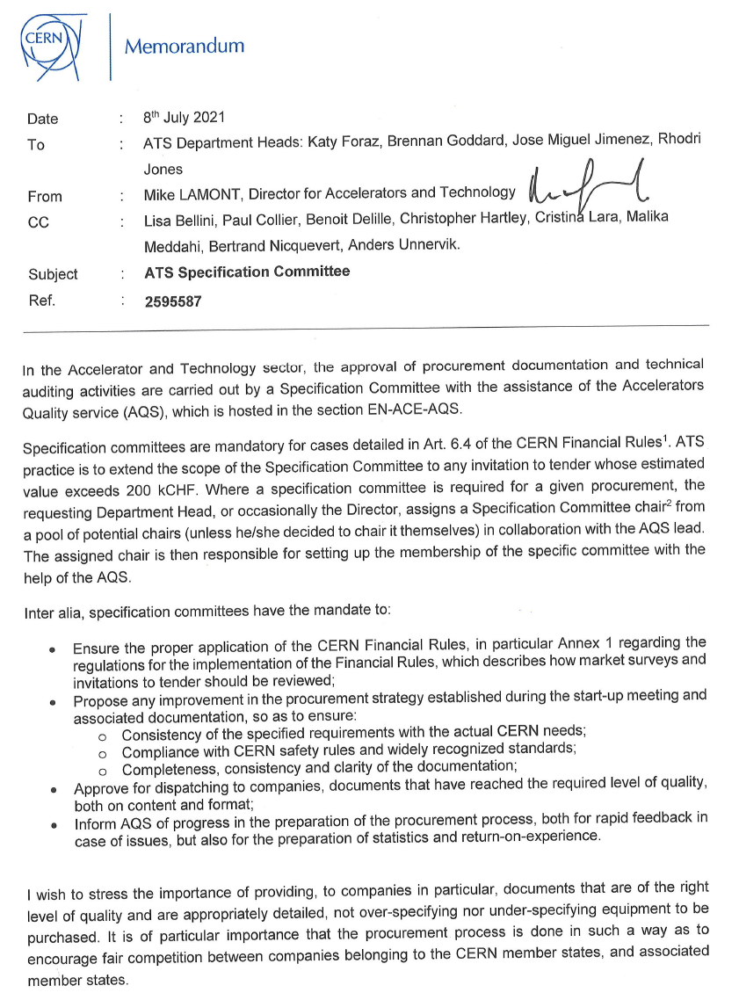 CERN
Memorandum
Date : 8th July 2021
To : ATS Department Heads: Katy Foraz, Brennan Goddard, Jose Miguel Jimenez, Rhodri
Jones
From : Mike LAMONT, Director for Accelerators and Technology
CC : Lisa Bellini, Paul Collier, Benoit Delille, Christopher Hartley, Cristina Lara, Malika
Meddahi, Bertrand Nicquevert, Anders Unnervik.
Subject : ATS Specification Committee
Ref. : 2595587
In the Accelerator and Technology sector, the approval of procurement documentation and technical
auditing activities are carried out by a Specification Committee with the assistance of the Accelerators
Quality service (AQS), which is hosted in the section EN-ACE-AQS.
Specification committees are mandatory for cases detailed in Art. 6.4 of the CERN Financial Rules¹. ATS
practice is to extend the scope of the Specification Committee to any invitation to tender whose estimated
value exceeds 200 kCHF. Where a specification committee is required for a given procurement, the
requesting Department Head, or occasionally the Director, assigns a Specification Committee chair² from
a pool of potential chairs (unless he/she decided to chair it themselves) in collaboration with the AQS lead.
The assigned chair is then responsible for setting up the membership of the specific committee with the
help of the AQS.
Inter alia, specification committees have the mandate to:
• Ensure the proper application of the CERN Financial Rules, in particular Annex 1 regarding the
regulations for the implementation of the Financial Rules, which describes how market surveys and
invitations to tender should be reviewed;
• Propose any improvement in the procurement strategy established during the start-up meeting and
associated documentation, so as to ensure:
o Consistency of the specified requirements with the actual CERN needs;
o Compliance with CERN safety rules and widely recognized standards;
o Completeness, consistency and clarity of the documentation;
• Approve for dispatching to companies, documents that have reached the required level of quality,
both on content and format;
• Inform AQS of progress in the preparation of the procurement process, both for rapid feedback in
case of issues, but also for the preparation of statistics and return-on-experience.
I wish to stress the importance of providing, to companies in particular, documents that are of the right
level of quality and are appropriately detailed, not over-specifying nor under-specifying equipment to be
purchased. It is of particular importance that the procurement process is done in such a way as to
encourage fair competition between companies belonging to the CERN member states, and associated
member states.